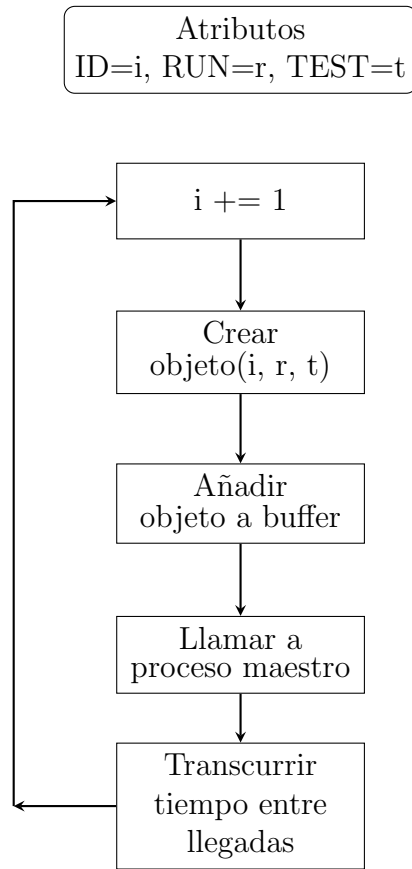 Atributos
ID=i, RUN=r, TEST=t
i += 1
Crear
objeto(i, r, t)
Añadir
objeto a buffer
Llamar a
proceso maestro
Transcurrir
tiempo entre
llegadas